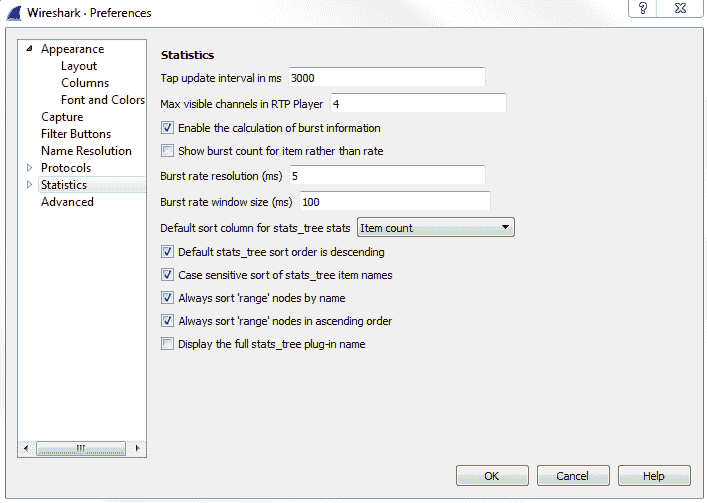 Wireshark · Preferences
Appearance
Layout
Columns
Font and Colors
Capture
Filter Buttons
Name Resolution
Protocols
Statistics
Advanced
Statistics
Tap update interval in ms 3000
Max visible channels in RTP Player 4
Enable the calculation of burst information
Show burst count for item rather than rate
Burst rate resolution (ms) 5
Burst rate window size (ms) 100
Default sort column for stats_tree stats Item count
Default stats_tree sort order is descending
Case sensitive sort of stats_tree item names
Always sort 'range' nodes by name
Always sort 'range' nodes in ascending order
Display the full stats_tree plug-in name
OK Cancel Help